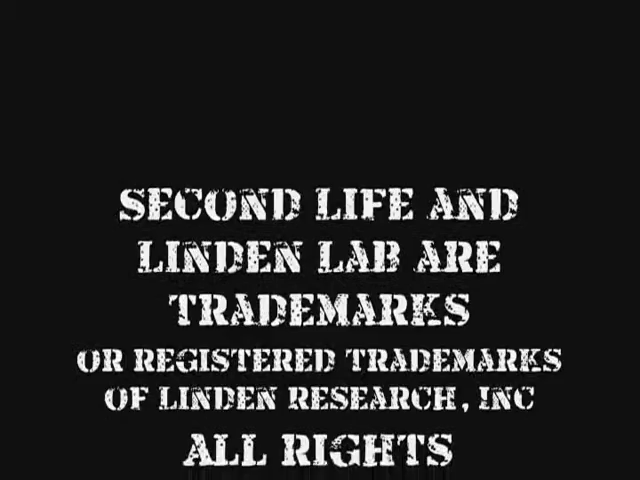 SECOND LIFE AND
LINDEN LAB ARE
TRADEMARKS
OR REGISTERED TRADEMARKS
OF LINDEN RESEARCH, INC
ALL RIGHTS